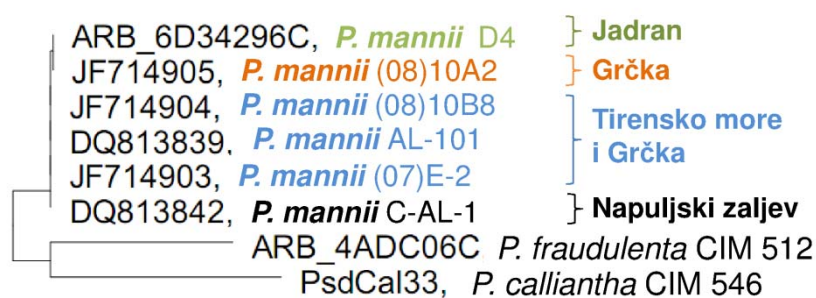 ARB_6D34296C, P. mannii D4 } Jadran
JF714905, P. mannii (08)10A2 } Grčka
JF714904, P. mannii (08)10B8
DQ813839, P. mannii AL-101
JF714903, P. mannii (07)E-2
Tirensko more
i Grčka
DQ813842, P. mannii C-AL-1 } Napuljski zaljev
ARB_4ADC06C P. fraudulenta CIM 512
PsdCal33, P. calliantha CIM 546